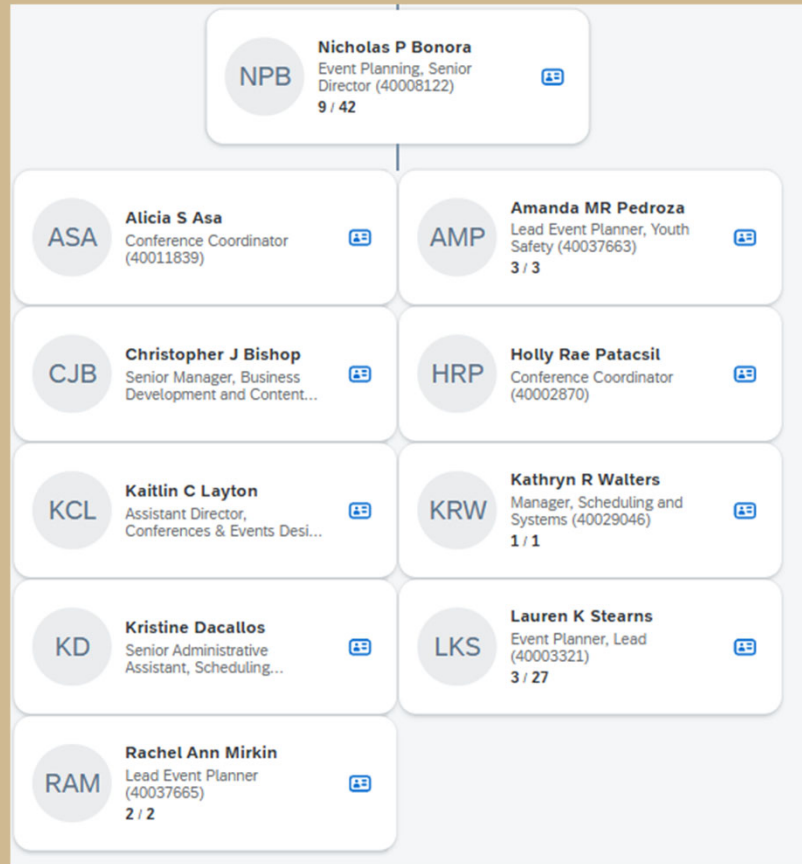 NPB
Nicholas P Bonora
Event Planning, Senior
Director (40008122)
9 / 42
ASA
Alicia S Asa
Conference Coordinator
(40011839)
AMP
Amanda MR Pedroza
Lead Event Planner, Youth
Safety (40037663)
3 / 3
CJB
Christopher J Bishop
Senior Manager, Business
Development and Content...
HRP
Holly Rae Patacsil
Conference Coordinator
(40002870)
KCL
Kaitlin C Layton
Assistant Director,
Conferences & Events Desi...
KRW
Kathryn R Walters
Manager, Scheduling and
Systems (40029046)
1 / 1
KD
Kristine Dacallos
Senior Administrative
Assistant, Scheduling...
LKS
Lauren K Stearns
Event Planner, Lead
(40003321)
3 / 27
RAM
Rachel Ann Mirkin
Lead Event Planner
(40037665)
2 / 2